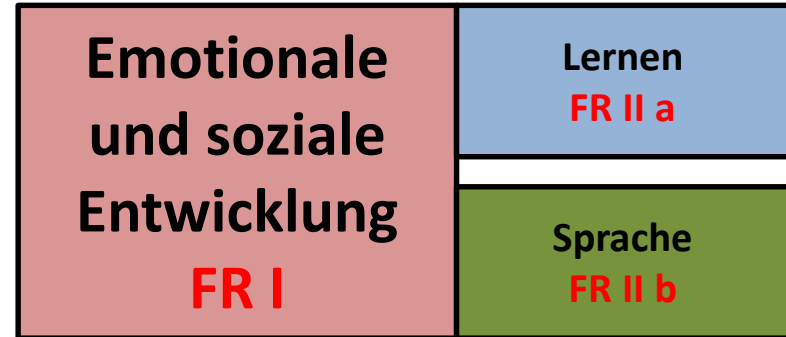 Emotionale
und soziale
Entwicklung
FR I
Lernen
FR II a
Sprache
FR II b